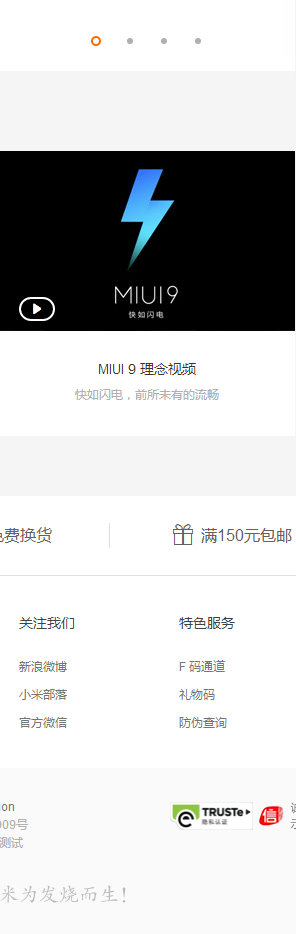 MIUI9
快如闪电
MIUI 9 理念视频
快如闪电，前所未有的流畅
费换货
满150元包邮
关注我们
特色服务
新浪微博
F 码通道
小米部落
礼物码
官方微信
防伪查询
ion
TRUSTe
隐私认证
信
009号
测试
米为发烧而生！